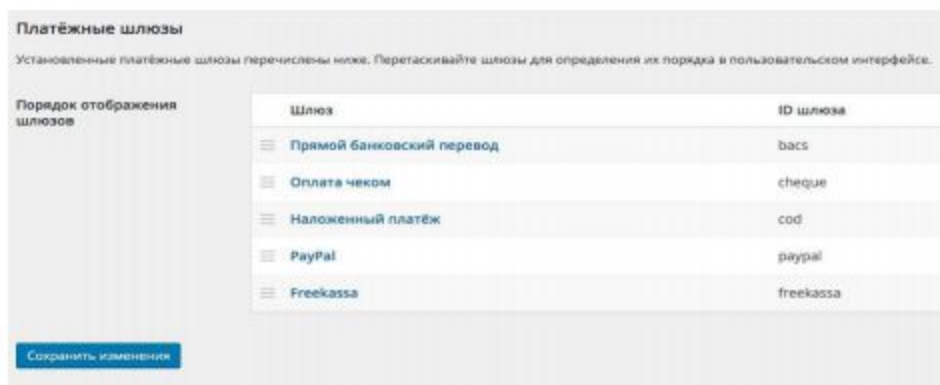 Платёжные шлюзы
Установленные платёжные шлюзы перечислены ниже. Перетаскивайте шлюзы для определения их порядка в пользовательском интерфейсе.
Порядок отображения
шлюзов
Шлюз ID шлюза
Прямой банковский перевод bacs
Оплата чеком cheque
Наложенный платёж cod
PayPal paypal
Freekassa freekassa
Сохранить изменения